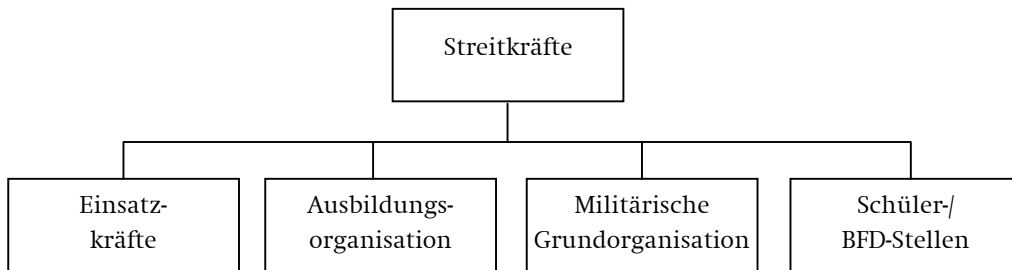 Streitkräfte
Einsatz-
kräfte
Ausbildungs-
organisation
Militärische
Grundorganisation
Schüler-/
BFD-Stellen